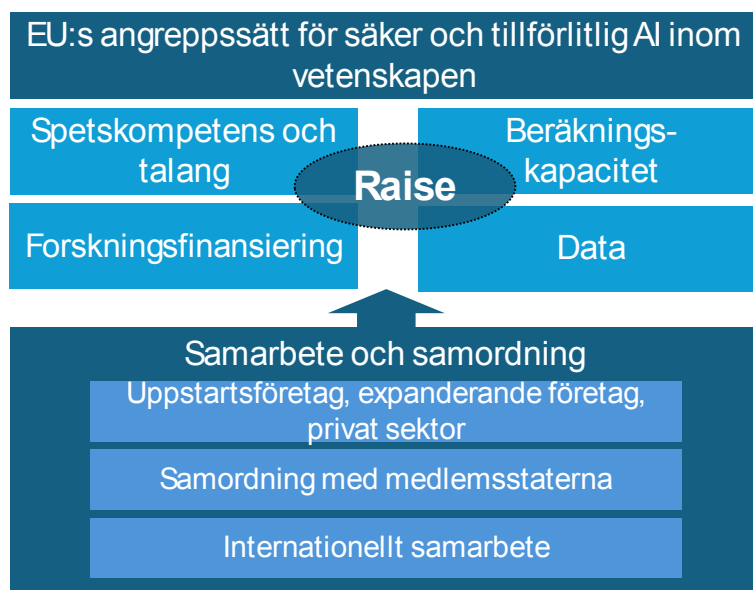 EU:s angreppssätt för säker och tillförlitlig AI inom
vetenskapen
Spetskompetens och
talang
Beräknings-
kapacitet
Raise
Forskningsfinansiering
Data
Samarbete och samordning
Uppstartsföretag, expanderande företag,
privat sektor
Samordning med medlemsstaterna
Internationellt samarbete